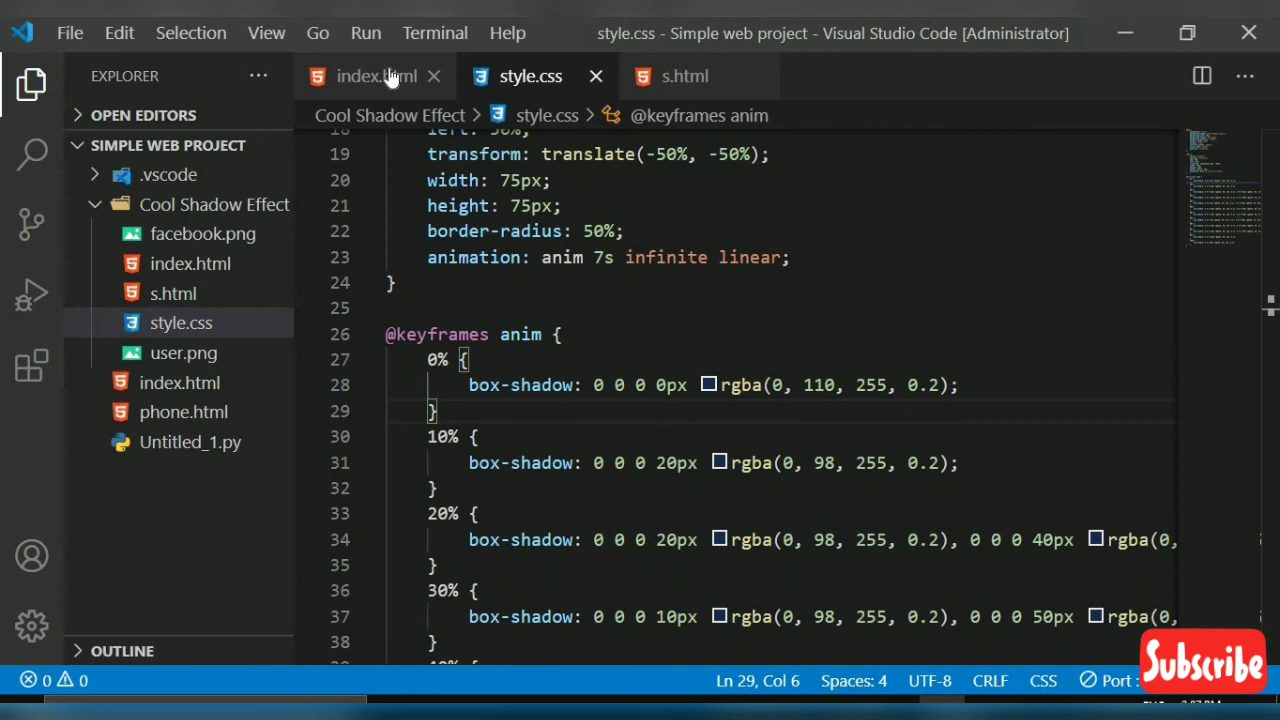 File Edit Selection View Go Run Terminal Help style.css - Simple web project - Visual Studio Code [Administrator]
EXPLORER ··· index.html style.css s.html ···
OPEN EDITORS
Cool Shadow Effect > style.css > @keyframes anim
SIMPLE WEB PROJECT
.vscode
Cool Shadow Effect
facebook.png
index.html
s.html
style.css
user.png
index.html
phone.html
Untitled_1.py
OUTLINE
18 left: 50%;
19 transform: translate(-50%, -50%);
20 width: 75px;
21 height: 75px;
22 border-radius: 50%;
23 animation: anim 7s infinite linear;
24 }
25
26 @keyframes anim {
27 0% {
28 box-shadow: 0 0 0 0px rgba(0, 110, 255, 0.2);
29 }
30 10% {
31 box-shadow: 0 0 0 20px rgba(0, 98, 255, 0.2);
32 }
33 20% {
34 box-shadow: 0 0 0 20px rgba(0, 98, 255, 0.2), 0 0 0 40px rgba(0,
35 }
36 30% {
37 box-shadow: 0 0 0 10px rgba(0, 98, 255, 0.2), 0 0 0 50px rgba(0,
38 }
Subscribe
0 0 Ln 29, Col 6 Spaces: 4 UTF-8 CRLF CSS Port :